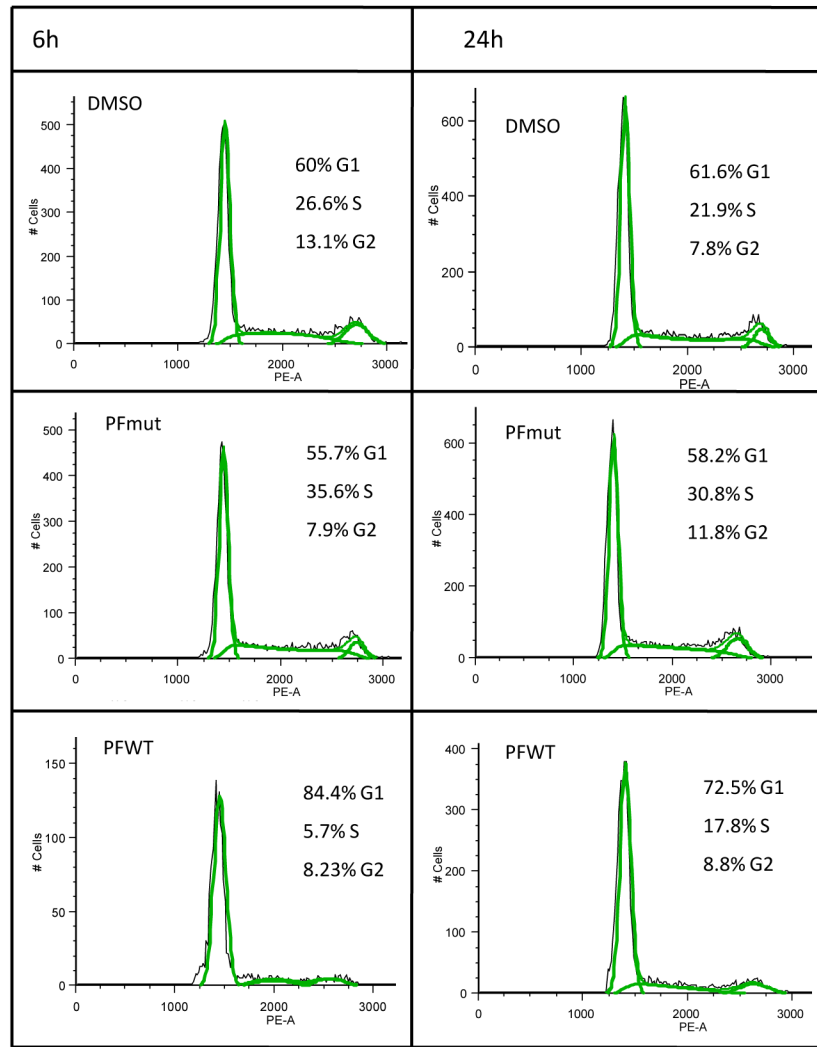 6h
24h
DMSO
60% G1
26.6% S
13.1% G2
# Cells
500
400
300
200
100
0
0
1000
2000
3000
PE-A
DMSO
61.6% G1
21.9% S
7.8% G2
# Cells
600
400
200
0
0
1000
2000
3000
PE-A
PFmut
55.7% G1
35.6% S
7.9% G2
# Cells
500
400
300
200
100
0
0
1000
2000
3000
PE-A
PFmut
58.2% G1
30.8% S
11.8% G2
# Cells
600
400
200
0
0
1000
2000
3000
PE-A
PFWT
84.4% G1
5.7% S
8.23% G2
# Cells
150
100
50
0
0
1000
2000
3000
PE-A
PFWT
72.5% G1
17.8% S
8.8% G2
# Cells
400
300
200
100
0
0
1000
2000
3000
PE-A